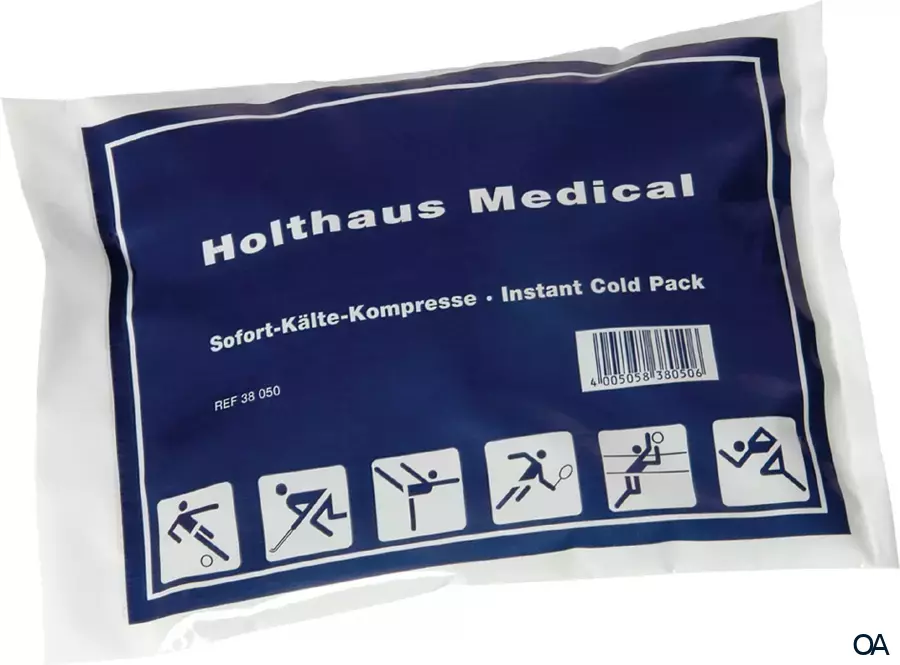 Holthaus Medical
Sofort-Kälte-Kompresse · Instant Cold Pack
4 005058 380506
REF 38 050
OA